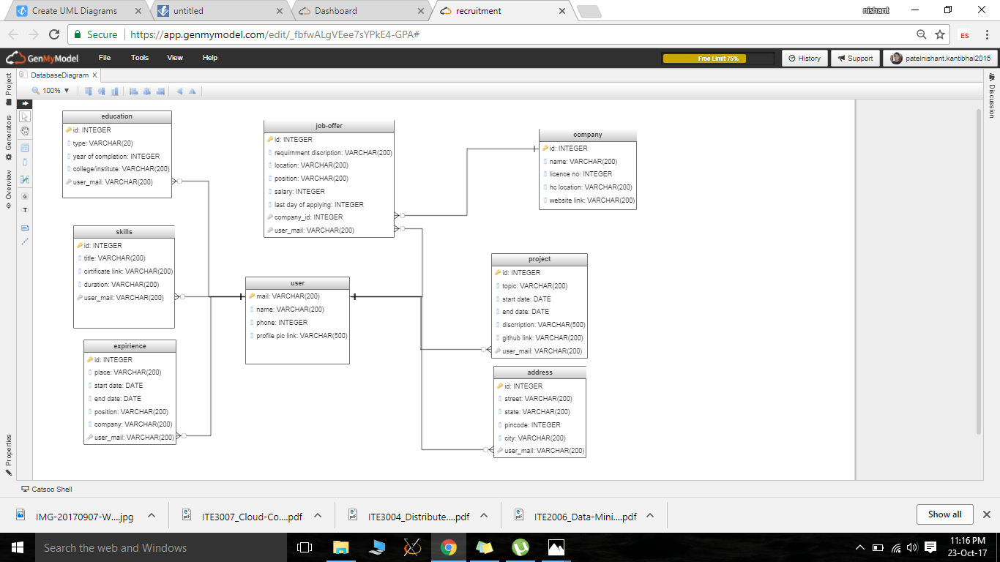 Create UML Diagrams
untitled
Dashboard
recruitment
nishant
Secure https://app.genmymodel.com/edit/_fbfwALgVEee7sYPkE4-GPA#
ES
GenMyModel File Tools View Help Free Limit 75% History Support patelnishant.kantibhai2015
DatabaseDiagram
100%
Project
Generators
Overview
Properties
Discussion
education
id: INTEGER
type: VARCHAR(20)
year of completion: INTEGER
college/institute: VARCHAR(200)
user_mail: VARCHAR(200)
job-offer
id: INTEGER
requirnment discription: VARCHAR(200)
location: VARCHAR(200)
position: VARCHAR(200)
salary: INTEGER
last day of applying: INTEGER
company_id: INTEGER
user_mail: VARCHAR(200)
company
id: INTEGER
name: VARCHAR(200)
licence no: INTEGER
hc location: VARCHAR(200)
website link: VARCHAR(200)
skills
id: INTEGER
title: VARCHAR(200)
cirtificate link: VARCHAR(200)
duration: VARCHAR(200)
user_mail: VARCHAR(200)
user
mail: VARCHAR(200)
name: VARCHAR(200)
phone: INTEGER
profile pic link: VARCHAR(500)
project
id: INTEGER
topic: VARCHAR(200)
start date: DATE
end date: DATE
discrription: VARCHAR(500)
github link: VARCHAR(200)
user_mail: VARCHAR(200)
expirience
id: INTEGER
place: VARCHAR(200)
start date: DATE
end date: DATE
position: VARCHAR(200)
company: VARCHAR(200)
user_mail: VARCHAR(200)
address
id: INTEGER
street: VARCHAR(200)
state: VARCHAR(200)
pincode: INTEGER
city: VARCHAR(200)
user_mail: VARCHAR(200)
G
T
Catsoo Shell
IMG-20170907-W....jpg
ITE3007_Cloud-Co....pdf
ITE3004_Distribute....pdf
ITE2006_Data-Mini....pdf
Show all
Search the web and Windows
11:16 PM
23-Oct-17